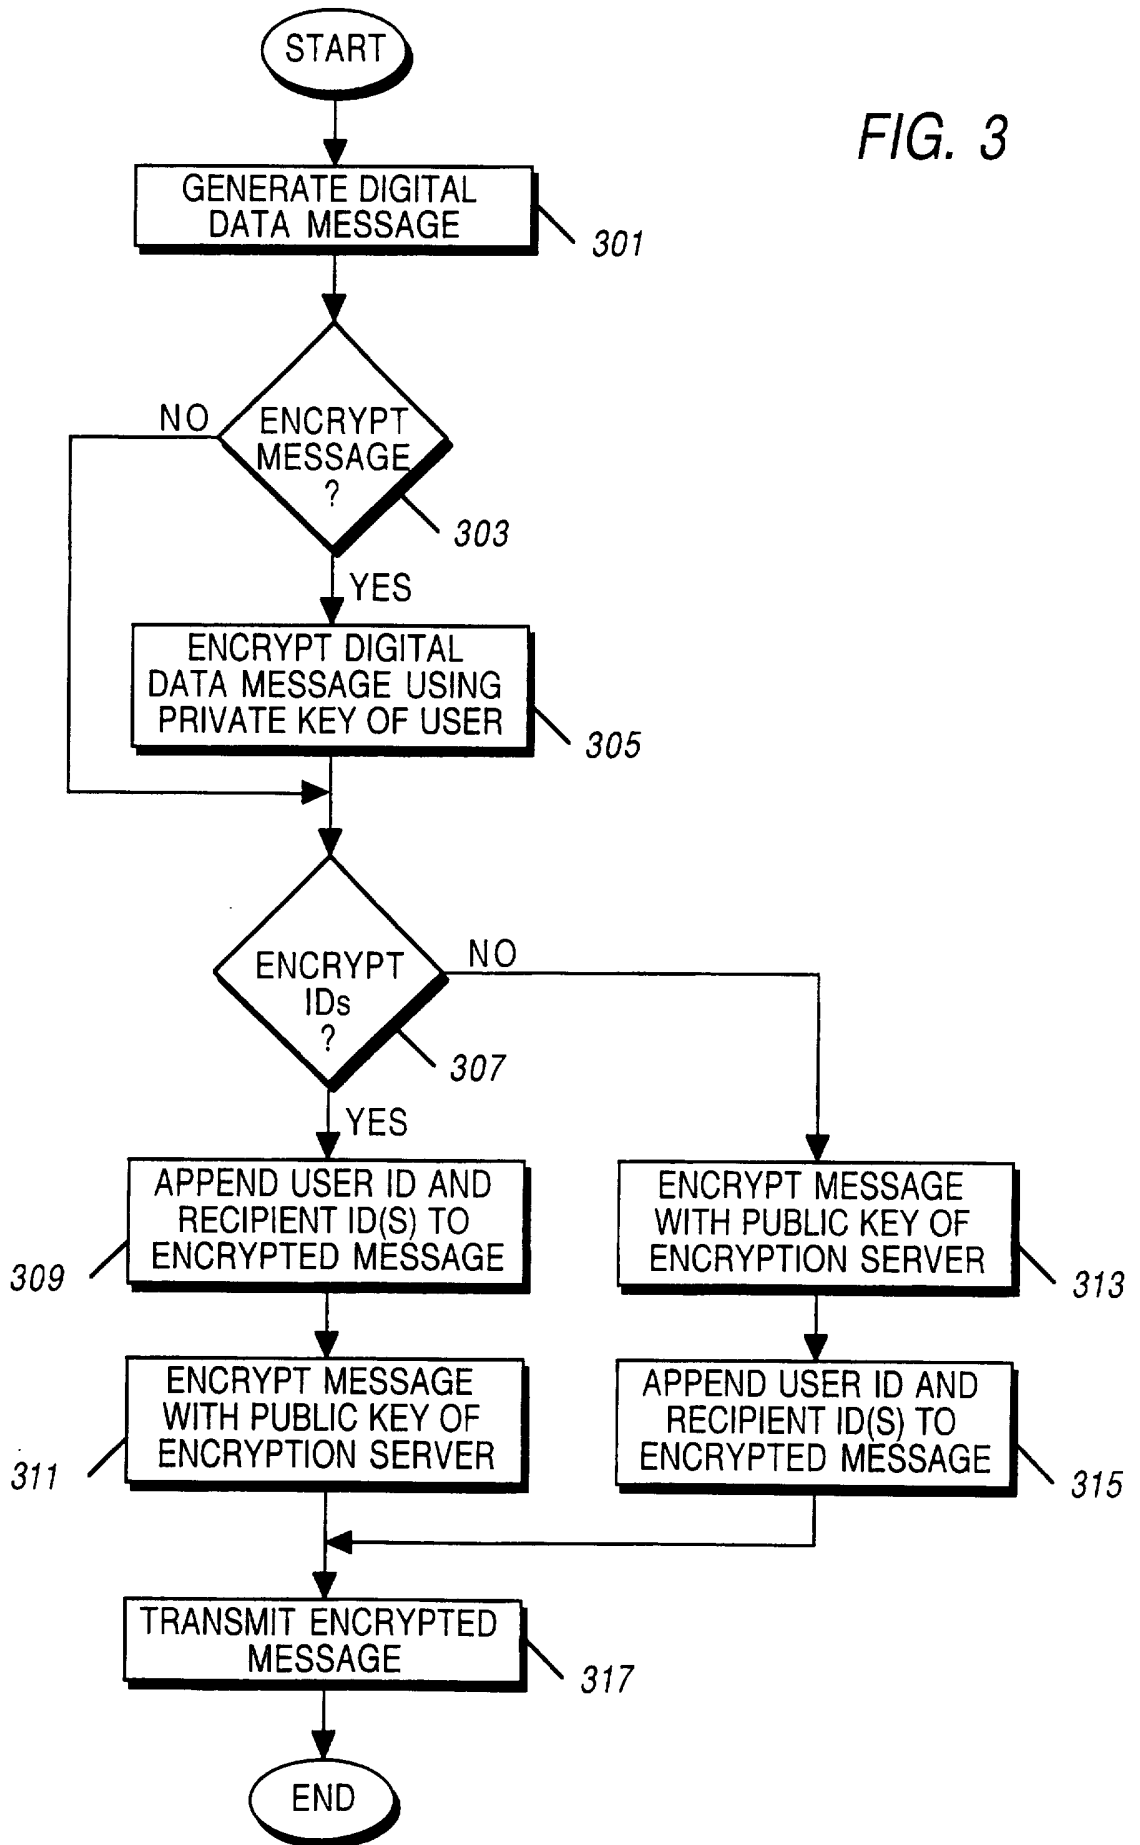 START
FIG. 3
GENERATE DIGITAL
DATA MESSAGE
301
NO
ENCRYPT
MESSAGE
?
303
YES
ENCRYPT DIGITAL
DATA MESSAGE USING
PRIVATE KEY OF USER
305
ENCRYPT
IDs
?
NO
307
YES
APPEND USER ID AND
RECIPIENT ID(S) TO
ENCRYPTED MESSAGE
309
ENCRYPT MESSAGE
WITH PUBLIC KEY OF
ENCRYPTION SERVER
313
ENCRYPT MESSAGE
WITH PUBLIC KEY OF
ENCRYPTION SERVER
311
APPEND USER ID AND
RECIPIENT ID(S) TO
ENCRYPTED MESSAGE
315
TRANSMIT ENCRYPTED
MESSAGE
317
END